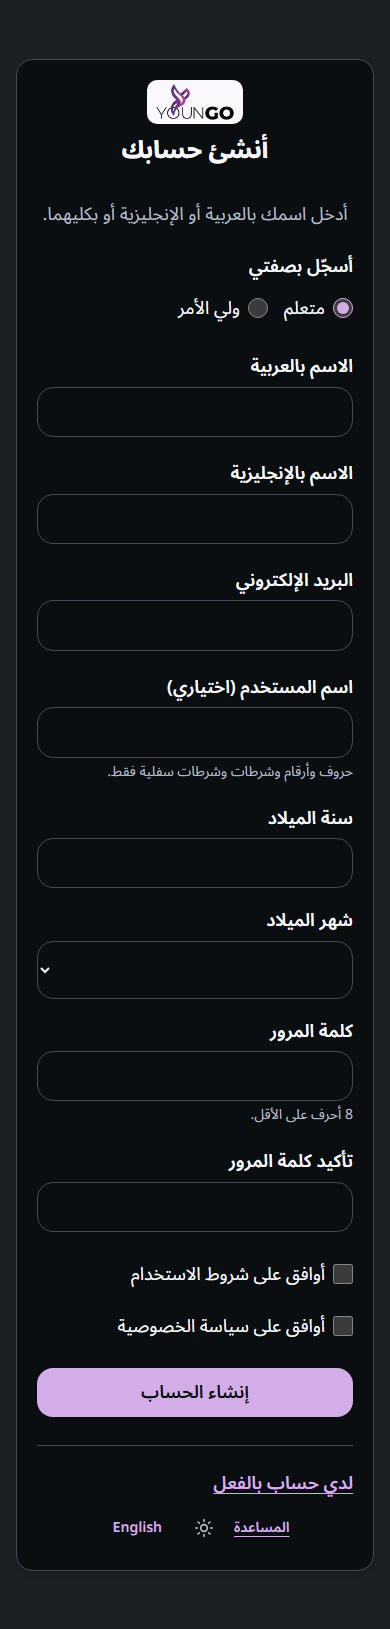 YOUNGO
أنشئ حسابك
أدخل اسمك بالعربية أو الإنجليزية أو بكليهما.
أسجّل بصفتي
متعلم ولي الأمر
الاسم بالعربية
الاسم بالإنجليزية
البريد الإلكتروني
اسم المستخدم (اختياري)
حروف وأرقام وشرطات وشرطات سفلية فقط.
سنة الميلاد
شهر الميلاد
كلمة المرور
8 أحرف على الأقل.
تأكيد كلمة المرور
أوافق على شروط الاستخدام
أوافق على سياسة الخصوصية
إنشاء الحساب
لدي حساب بالفعل
المساعدة English